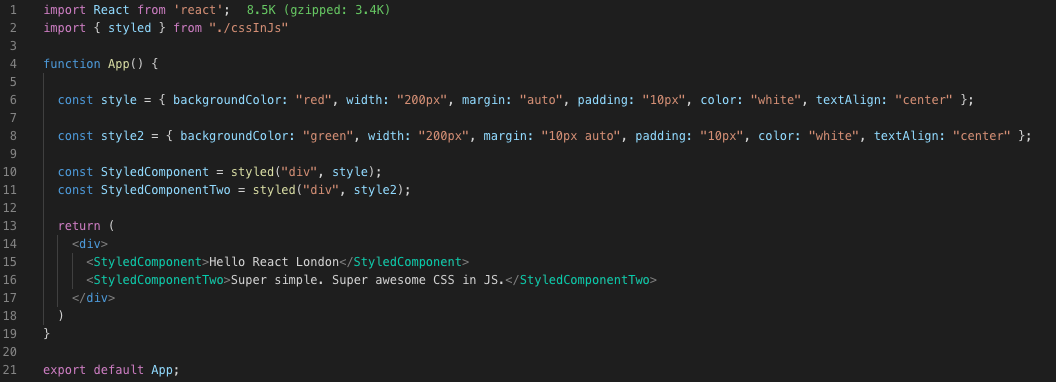 1 import React from 'react'; 8.5K (gzipped: 3.4K)
2 import { styled } from "./cssInJs"
3
4 function App() {
5
6 const style = { backgroundColor: "red", width: "200px", margin: "auto", padding: "10px", color: "white", textAlign: "center" };
7
8 const style2 = { backgroundColor: "green", width: "200px", margin: "10px auto", padding: "10px", color: "white", textAlign: "center" };
9
10 const StyledComponent = styled("div", style);
11 const StyledComponentTwo = styled("div", style2);
12
13 return (
14 <div>
15 <StyledComponent>Hello React London</StyledComponent>
16 <StyledComponentTwo>Super simple. Super awesome CSS in JS.</StyledComponentTwo>
17 </div>
18 )
19 }
20
21 export default App;